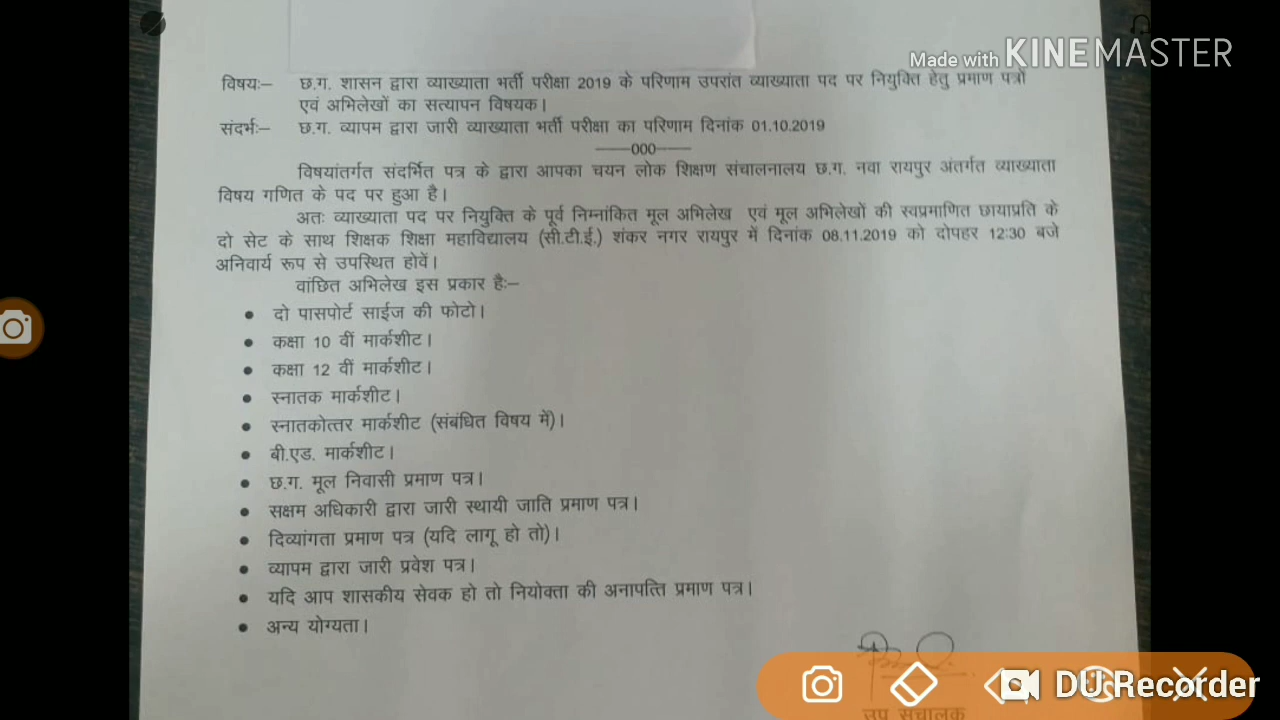 Made with KINEMASTER
विषयः– छ.ग. शासन द्वारा व्याख्याता भर्ती परीक्षा 2019 के परिणाम उपरांत व्याख्याता पद पर नियुक्ति हेतु प्रमाण पत्रों
एवं अभिलेखों का सत्यापन विषयक।
संदर्भः– छ.ग. व्यापम द्वारा जारी व्याख्याता भर्ती परीक्षा का परिणाम दिनांक 01.10.2019
——000——
विषयांतर्गत संदर्भित पत्र के द्वारा आपका चयन लोक शिक्षण संचालनालय छ.ग. नवा रायपुर अंतर्गत व्याख्याता
विषय गणित के पद पर हुआ है।
अतः व्याख्याता पद पर नियुक्ति के पूर्व निम्नांकित मूल अभिलेख एवं मूल अभिलेखों की स्वप्रमाणित छायाप्रति के
दो सेट के साथ शिक्षक शिक्षा महाविद्यालय (सी.टी.ई.) शंकर नगर रायपुर में दिनांक 08.11.2019 को दोपहर 12:30 बजे
अनिवार्य रूप से उपस्थित होवें।
वांछित अभिलेख इस प्रकार हैः–
• दो पासपोर्ट साईज की फोटो।
• कक्षा 10 वीं मार्कशीट।
• कक्षा 12 वीं मार्कशीट।
• स्नातक मार्कशीट।
• स्नातकोत्तर मार्कशीट (संबंधित विषय में)।
• बी.एड. मार्कशीट।
• छ.ग. मूल निवासी प्रमाण पत्र।
• सक्षम अधिकारी द्वारा जारी स्थायी जाति प्रमाण पत्र।
• दिव्यांगता प्रमाण पत्र (यदि लागू हो तो)।
• व्यापम द्वारा जारी प्रवेश पत्र।
• यदि आप शासकीय सेवक हो तो नियोक्ता की अनापत्ति प्रमाण पत्र।
• अन्य योग्यता।
DU Recorder
उप संचालक